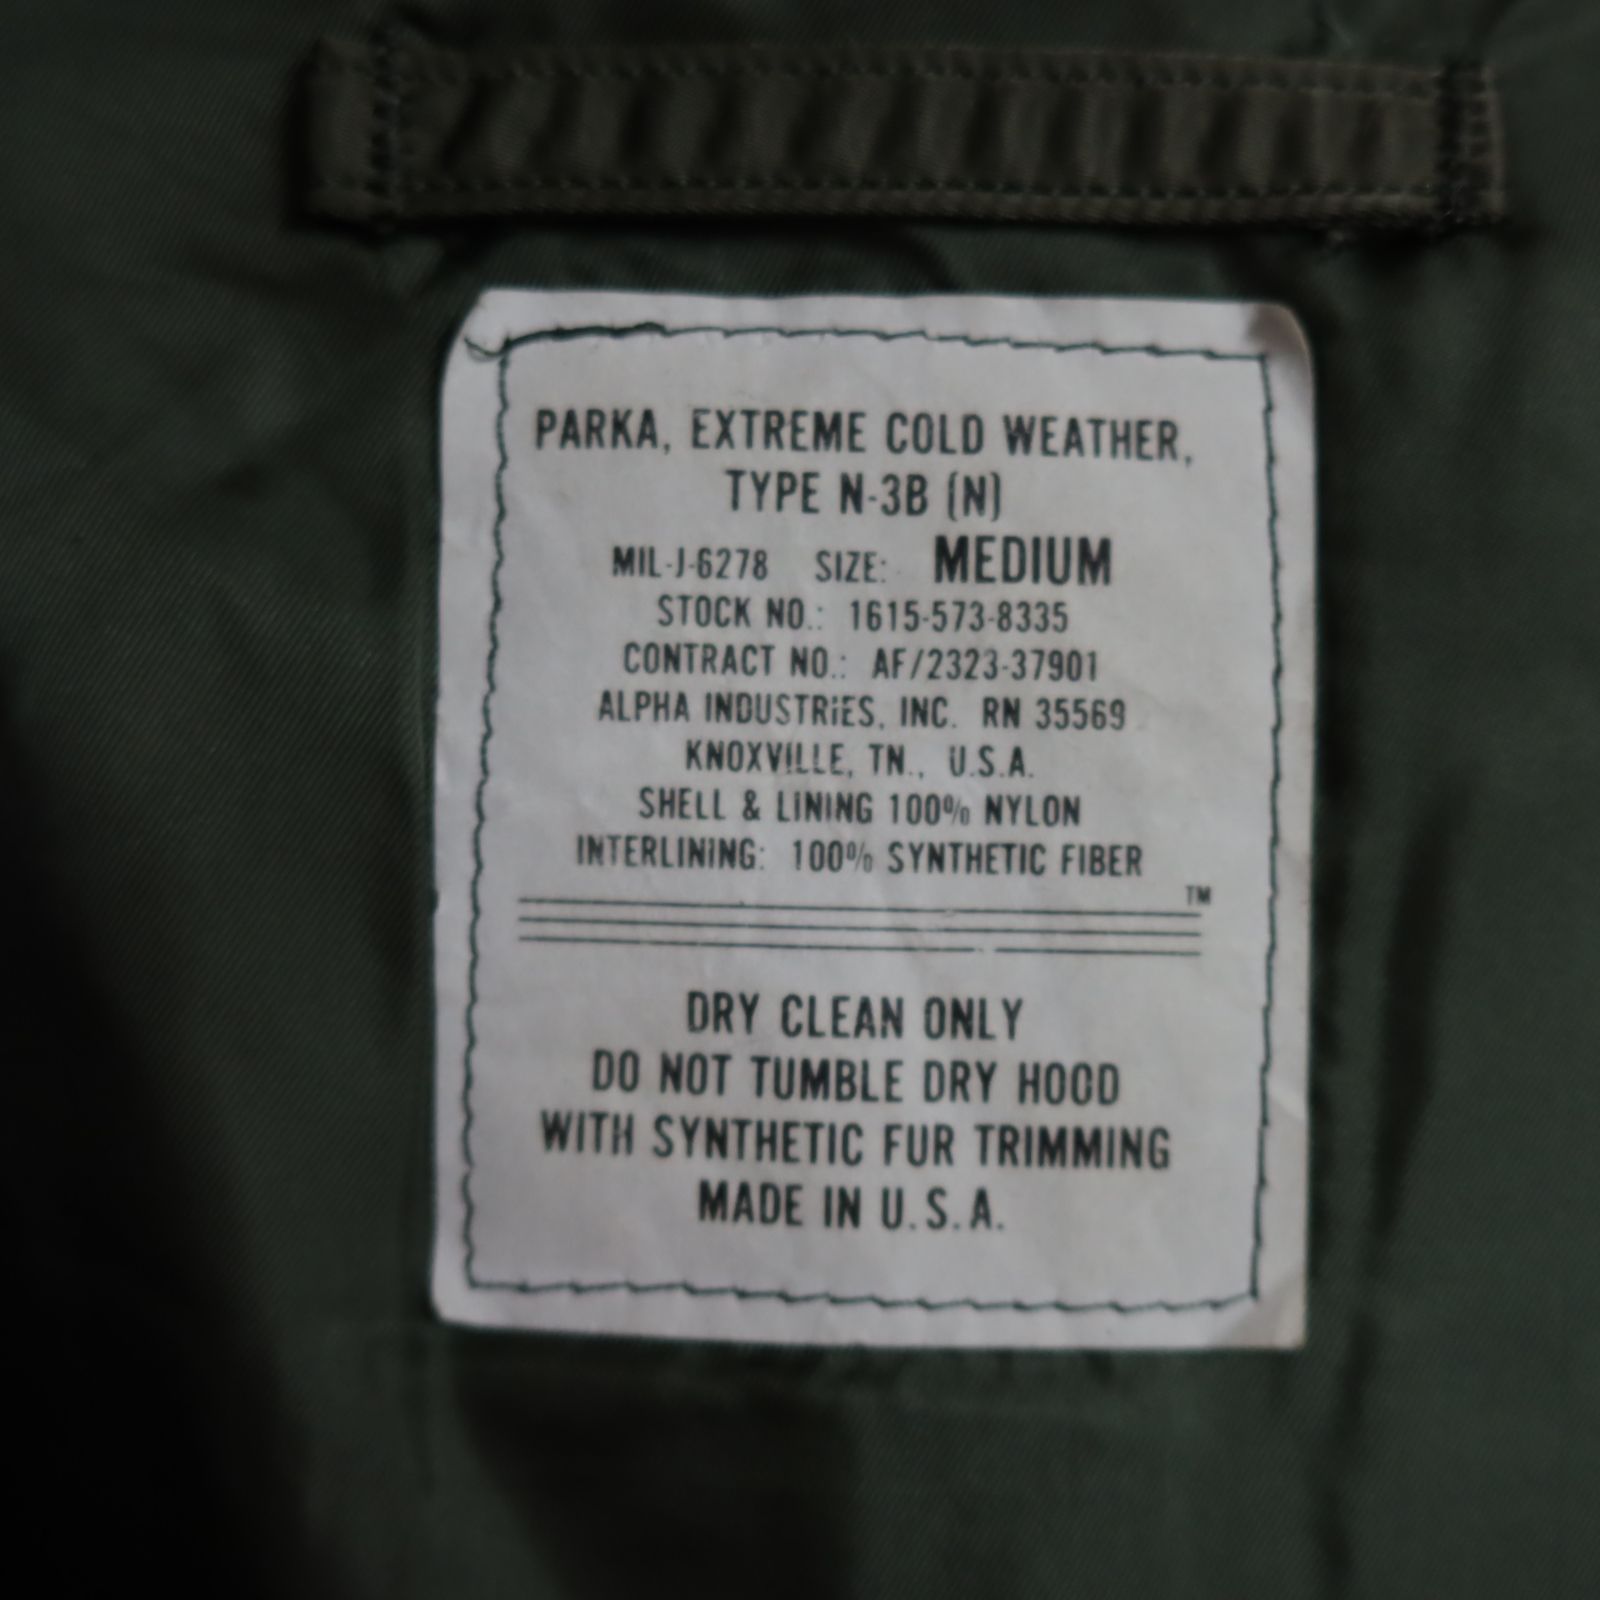 PARKA, EXTREME COLD WEATHER,
TYPE N-3B (N)
MIL-J-6278 SIZE: MEDIUM
STOCK NO.: 1615-573-8335
CONTRACT NO.: AF/2323-37901
ALPHA INDUSTRIES, INC. RN 35569
KNOXVILLE, TN., U.S.A.
SHELL & LINING 100% NYLON
INTERLINING: 100% SYNTHETIC FIBER
TM
DRY CLEAN ONLY
DO NOT TUMBLE DRY HOOD
WITH SYNTHETIC FUR TRIMMING
MADE IN U.S.A.